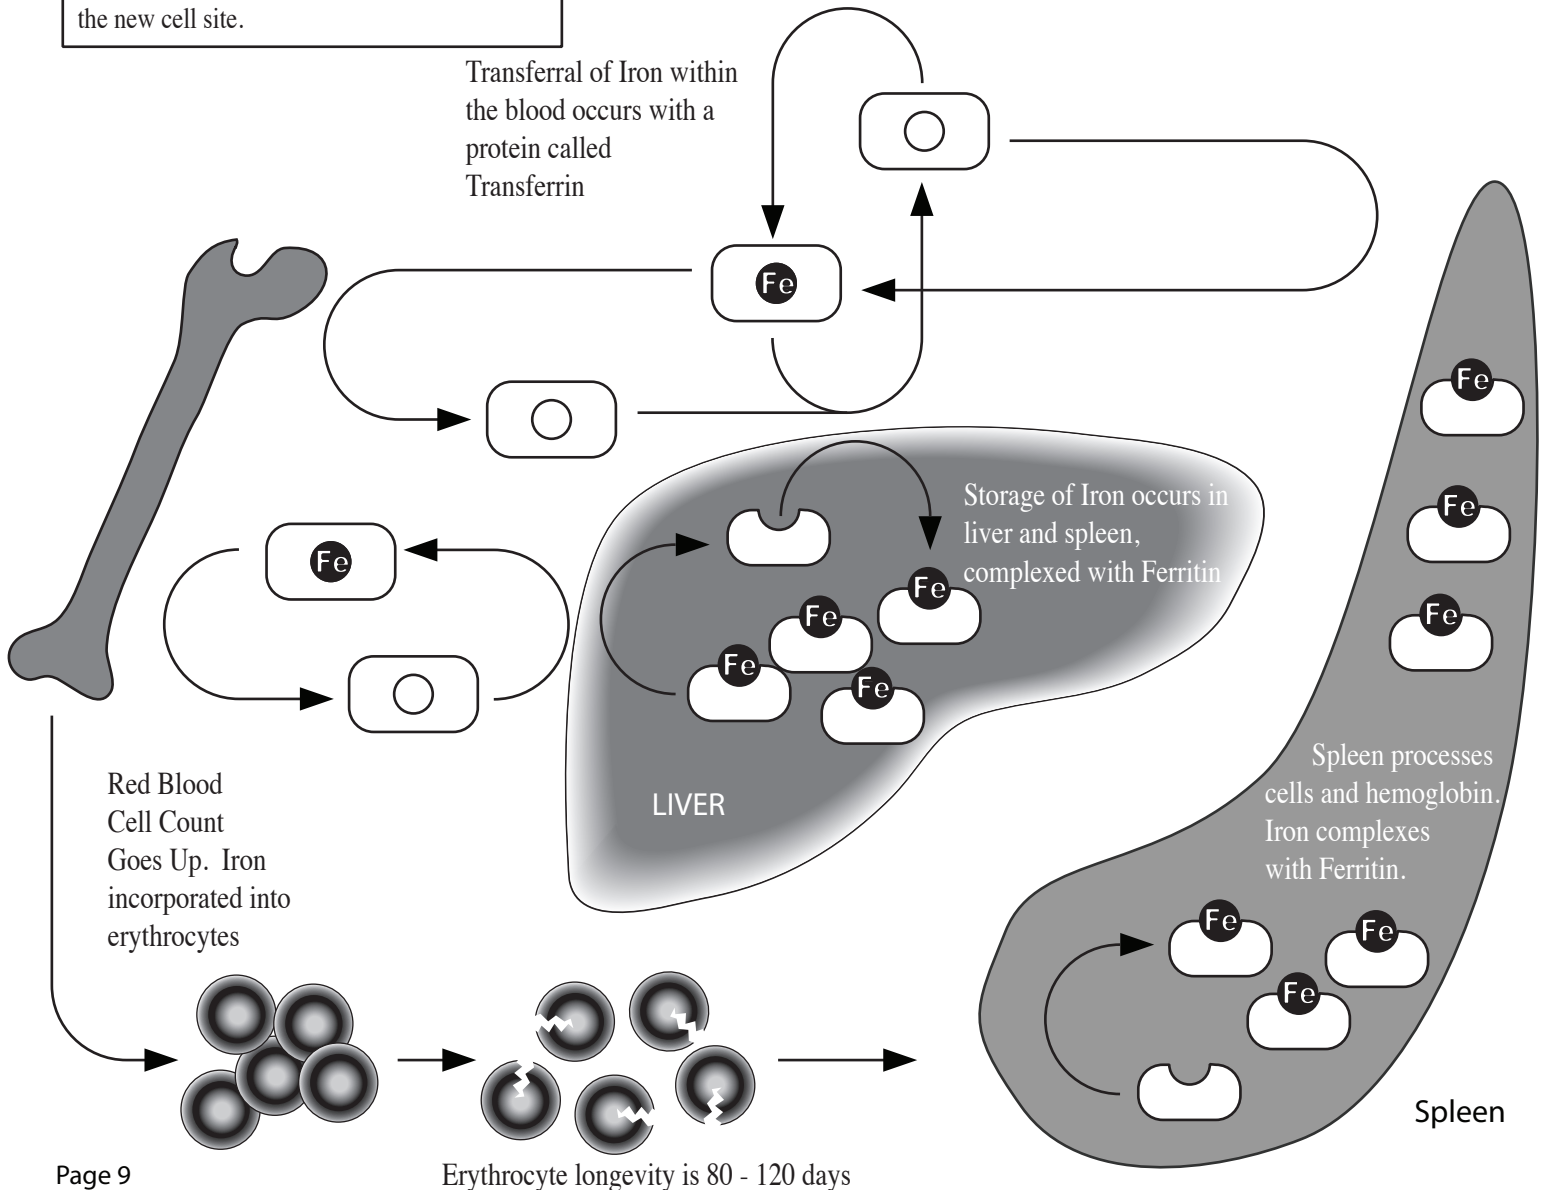 the new cell site.
Transferral of Iron within
the blood occurs with a
protein called
Transferrin
Fe
Fe
Storage of Iron occurs in
liver and spleen,
complexed with Ferritin
Fe
Fe
Fe
Fe
Fe
LIVER
Fe
Fe
Fe
Spleen processes
cells and hemoglobin.
Iron complexes
with Ferritin.
Fe
Fe
Fe
Spleen
Red Blood
Cell Count
Goes Up.  Iron
incorporated into
erythrocytes
Erythrocyte longevity is 80 - 120 days
Page 9